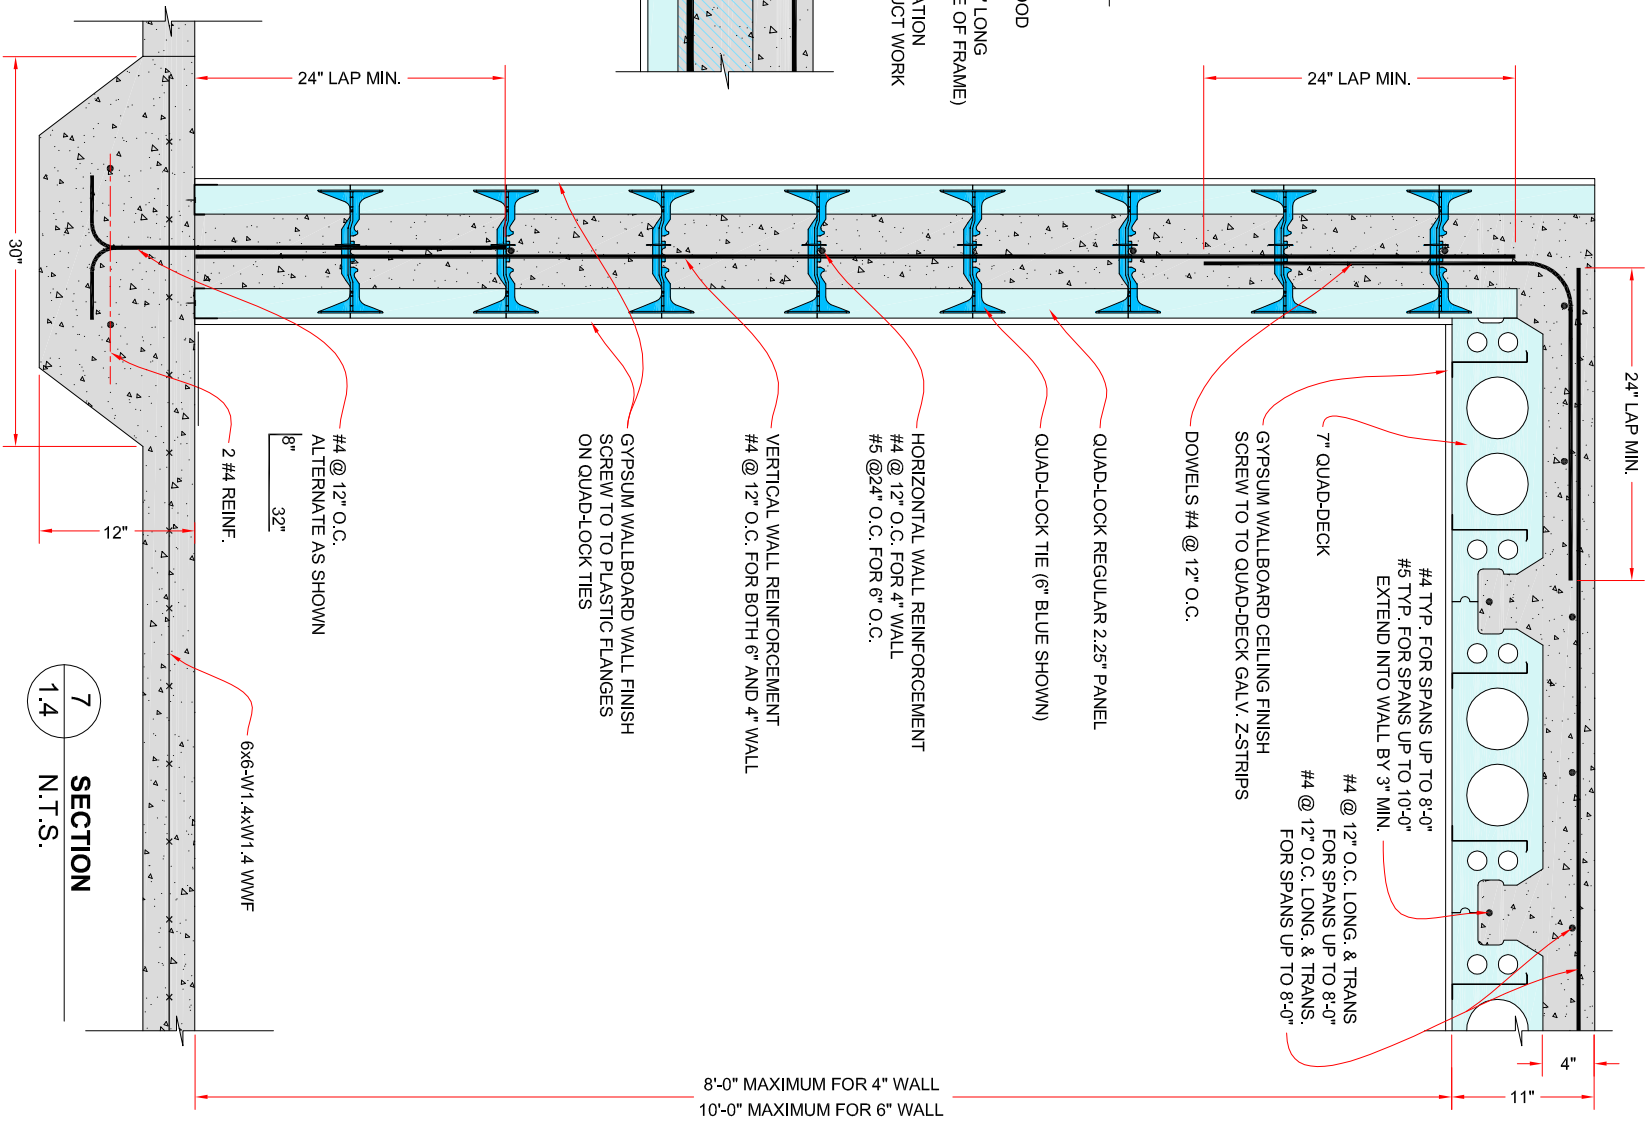 OOD
' LONG
E OF FRAME)
ATION
UCT WORK
24" LAP MIN.
24" LAP MIN.
24" LAP MIN.
30"
12"
#4 TYP. FOR SPANS UP TO 8'-0"
#5 TYP. FOR SPANS UP TO 10'-0"
EXTEND INTO WALL BY 3" MIN.
#4 @ 12" O.C. LONG. & TRANS
FOR SPANS UP TO 8'-0"
#4 @ 12" O.C. LONG. & TRANS.
FOR SPANS UP TO 8'-0"
7" QUAD-DECK
GYPSUM WALLBOARD CEILING FINISH
SCREW TO TO QUAD-DECK GALV. Z-STRIPS
DOWELS #4 @ 12" O.C.
QUAD-LOCK REGULAR 2.25" PANEL
QUAD-LOCK TIE (6" BLUE SHOWN)
HORIZONTAL WALL REINFORCEMENT
#4 @ 12" O.C. FOR 4" WALL
#5 @24" O.C. FOR 6" O.C.
VERTICAL WALL REINFORCEMENT
#4 @ 12" O.C. FOR BOTH 6" AND 4" WALL
GYPSUM WALLBOARD WALL FINISH
SCREW TO TO PLASTIC FLANGES
ON QUAD-LOCK TIES
#4 @ 12" O.C.
ALTERNATE AS SHOWN
8"
32"
2 #4 REINF.
6x6-W1.4xW1.4 WWF
4"
11"
8'-0" MAXIMUM FOR 4" WALL
10'-0" MAXIMUM FOR 6" WALL
7
1.4
SECTION
N.T.S.